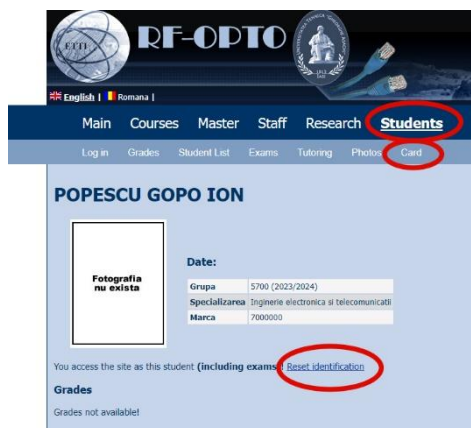 ETTI
RF-OPTO
English | Romana |
Main Courses Master Staff Research Students
Log in Grades Student List Exams Tutoring Photos Card
POPESCU GOPO ION
Fotografia
nu exista
Date:
Grupa 5700 (2023/2024)
Specializarea Inginerie electronica si telecomunicatii
Marca 7000000
You access the site as this student (including exams) Reset identification
Grades
Grades not available!